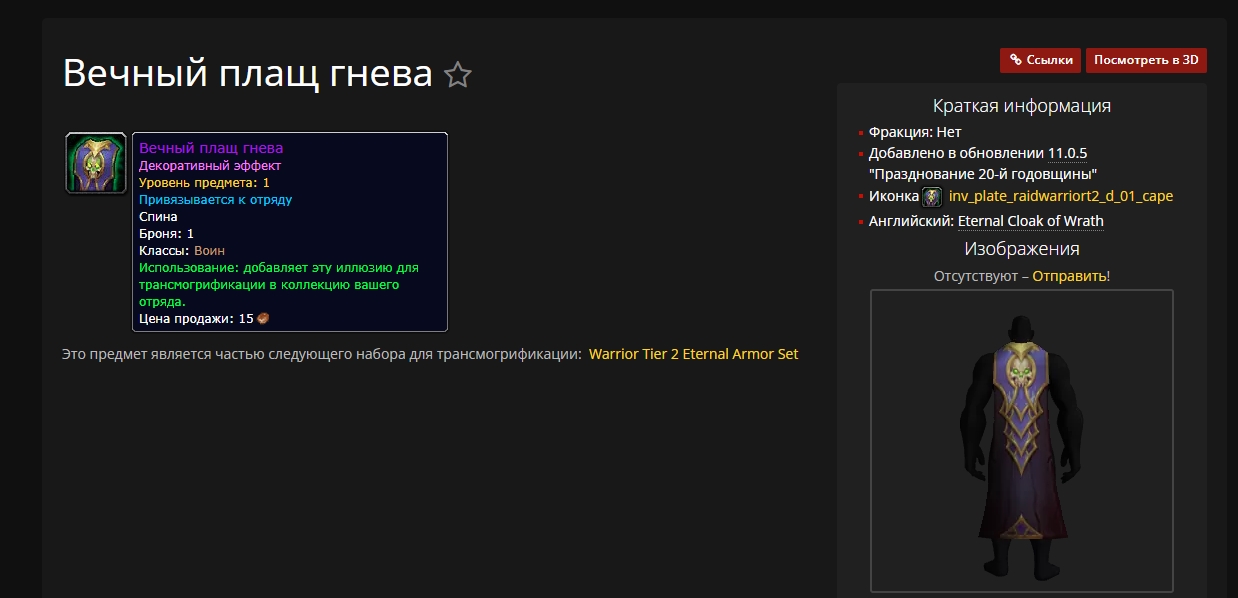 Вечный плащ гнева
Ссылки
Посмотреть в 3D
Вечный плащ гнева
Декоративный эффект
Уровень предмета: 1
Привязывается к отряду
Спина
Броня: 1
Классы: Воин
Использование: добавляет эту иллюзию для
трансмогрификации в коллекцию вашего
отряда.
Цена продажи: 15
Это предмет является частью следующего набора для трансмогрификации: Warrior Tier 2 Eternal Armor Set
Краткая информация
Фракция: Нет
Добавлено в обновлении 11.0.5
"Празднование 20-й годовщины"
Иконка inv_plate_raidwarriort2_d_01_cape
Английский: Eternal Cloak of Wrath
Изображения
Отсутствуют – Отправить!